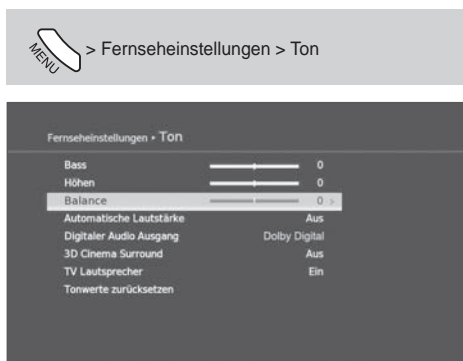 MENU > Fernseheinstellungen > Ton
Fernseheinstellungen • Ton
Bass 0
Höhen 0
Balance 0 >
Automatische Lautstärke Aus
Digitaler Audio Ausgang Dolby Digital
3D Cinema Surround Aus
TV Lautsprecher Ein
Tonwerte zurücksetzen